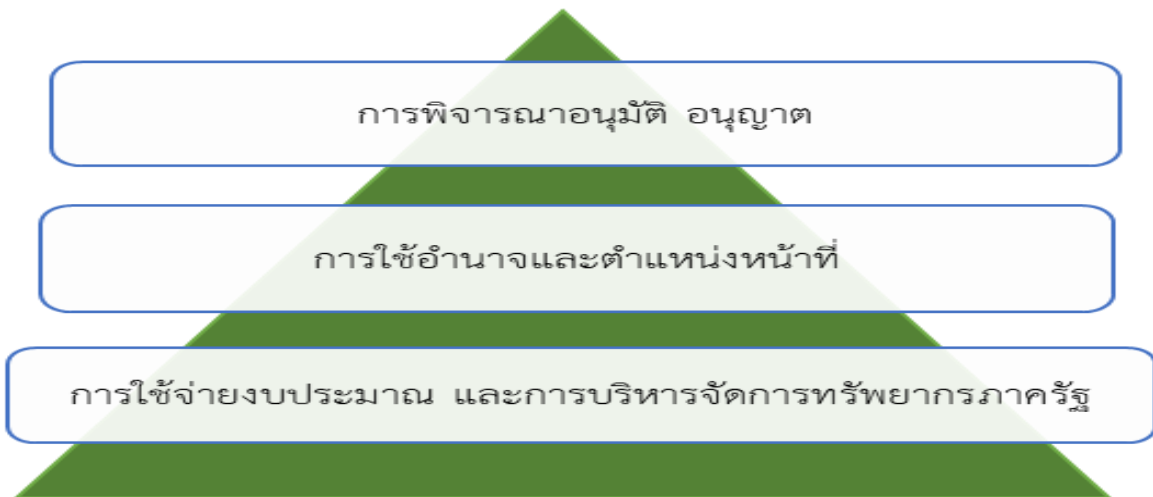 การพิจารณาอนุมัติ อนุญาต
การใช้อำนาจและตำแหน่งหน้าที่
การใช้จ่ายงบประมาณ และการบริหารจัดการทรัพยากรภาครัฐ